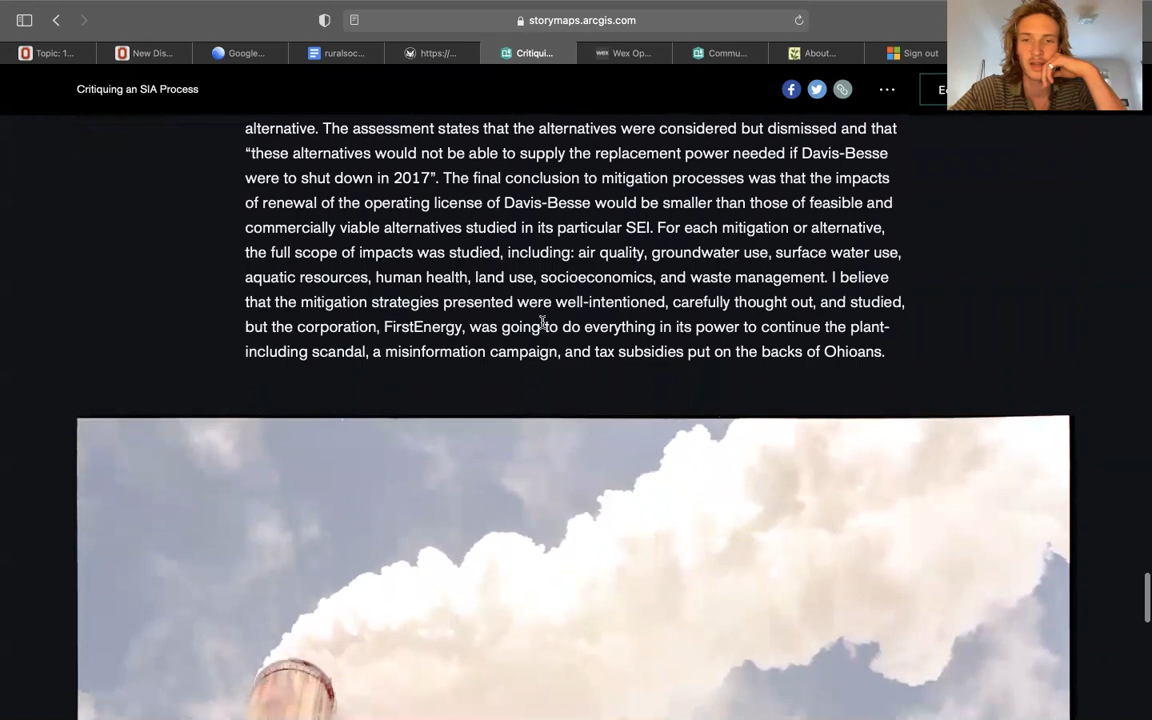 storymaps.arcgis.com
Topic: 1...
New Dis...
Google...
ruralsoc...
https://...
Critiqui...
Wex Op...
Commu...
About...
Sign out
Critiquing an SIA Process
alternative. The assessment states that the alternatives were considered but dismissed and that
“these alternatives would not be able to supply the replacement power needed if Davis-Besse
were to shut down in 2017”. The final conclusion to mitigation processes was that the impacts
of renewal of the operating license of Davis-Besse would be smaller than those of feasible and
commercially viable alternatives studied in its particular SEI. For each mitigation or alternative,
the full scope of impacts was studied, including: air quality, groundwater use, surface water use,
aquatic resources, human health, land use, socioeconomics, and waste management. I believe
that the mitigation strategies presented were well-intentioned, carefully thought out, and studied,
but the corporation, FirstEnergy, was going to do everything in its power to continue the plant-
including scandal, a misinformation campaign, and tax subsidies put on the backs of Ohioans.